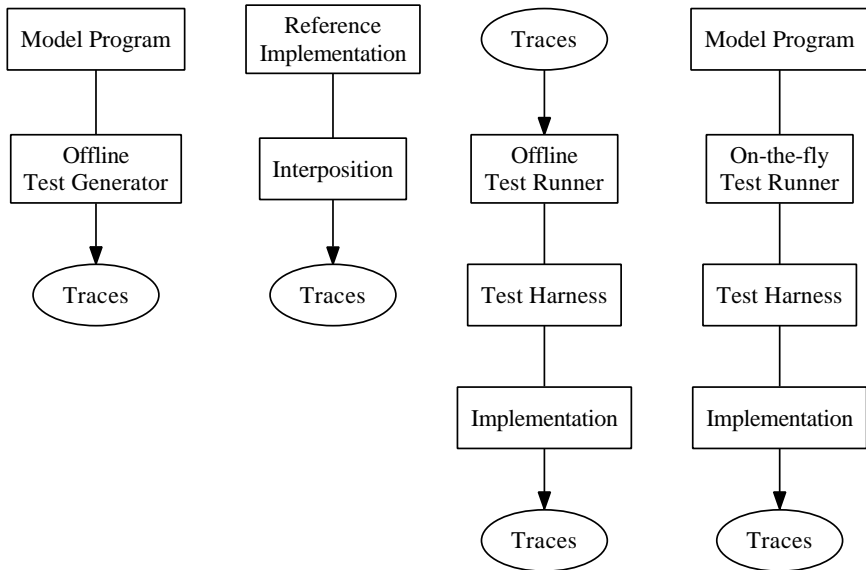 Model Program
Offline
Test Generator
Traces
Reference
Implementation
Interposition
Traces
Traces
Offline
Test Runner
Test Harness
Implementation
Traces
Model Program
On-the-fly
Test Runner
Test Harness
Implementation
Traces